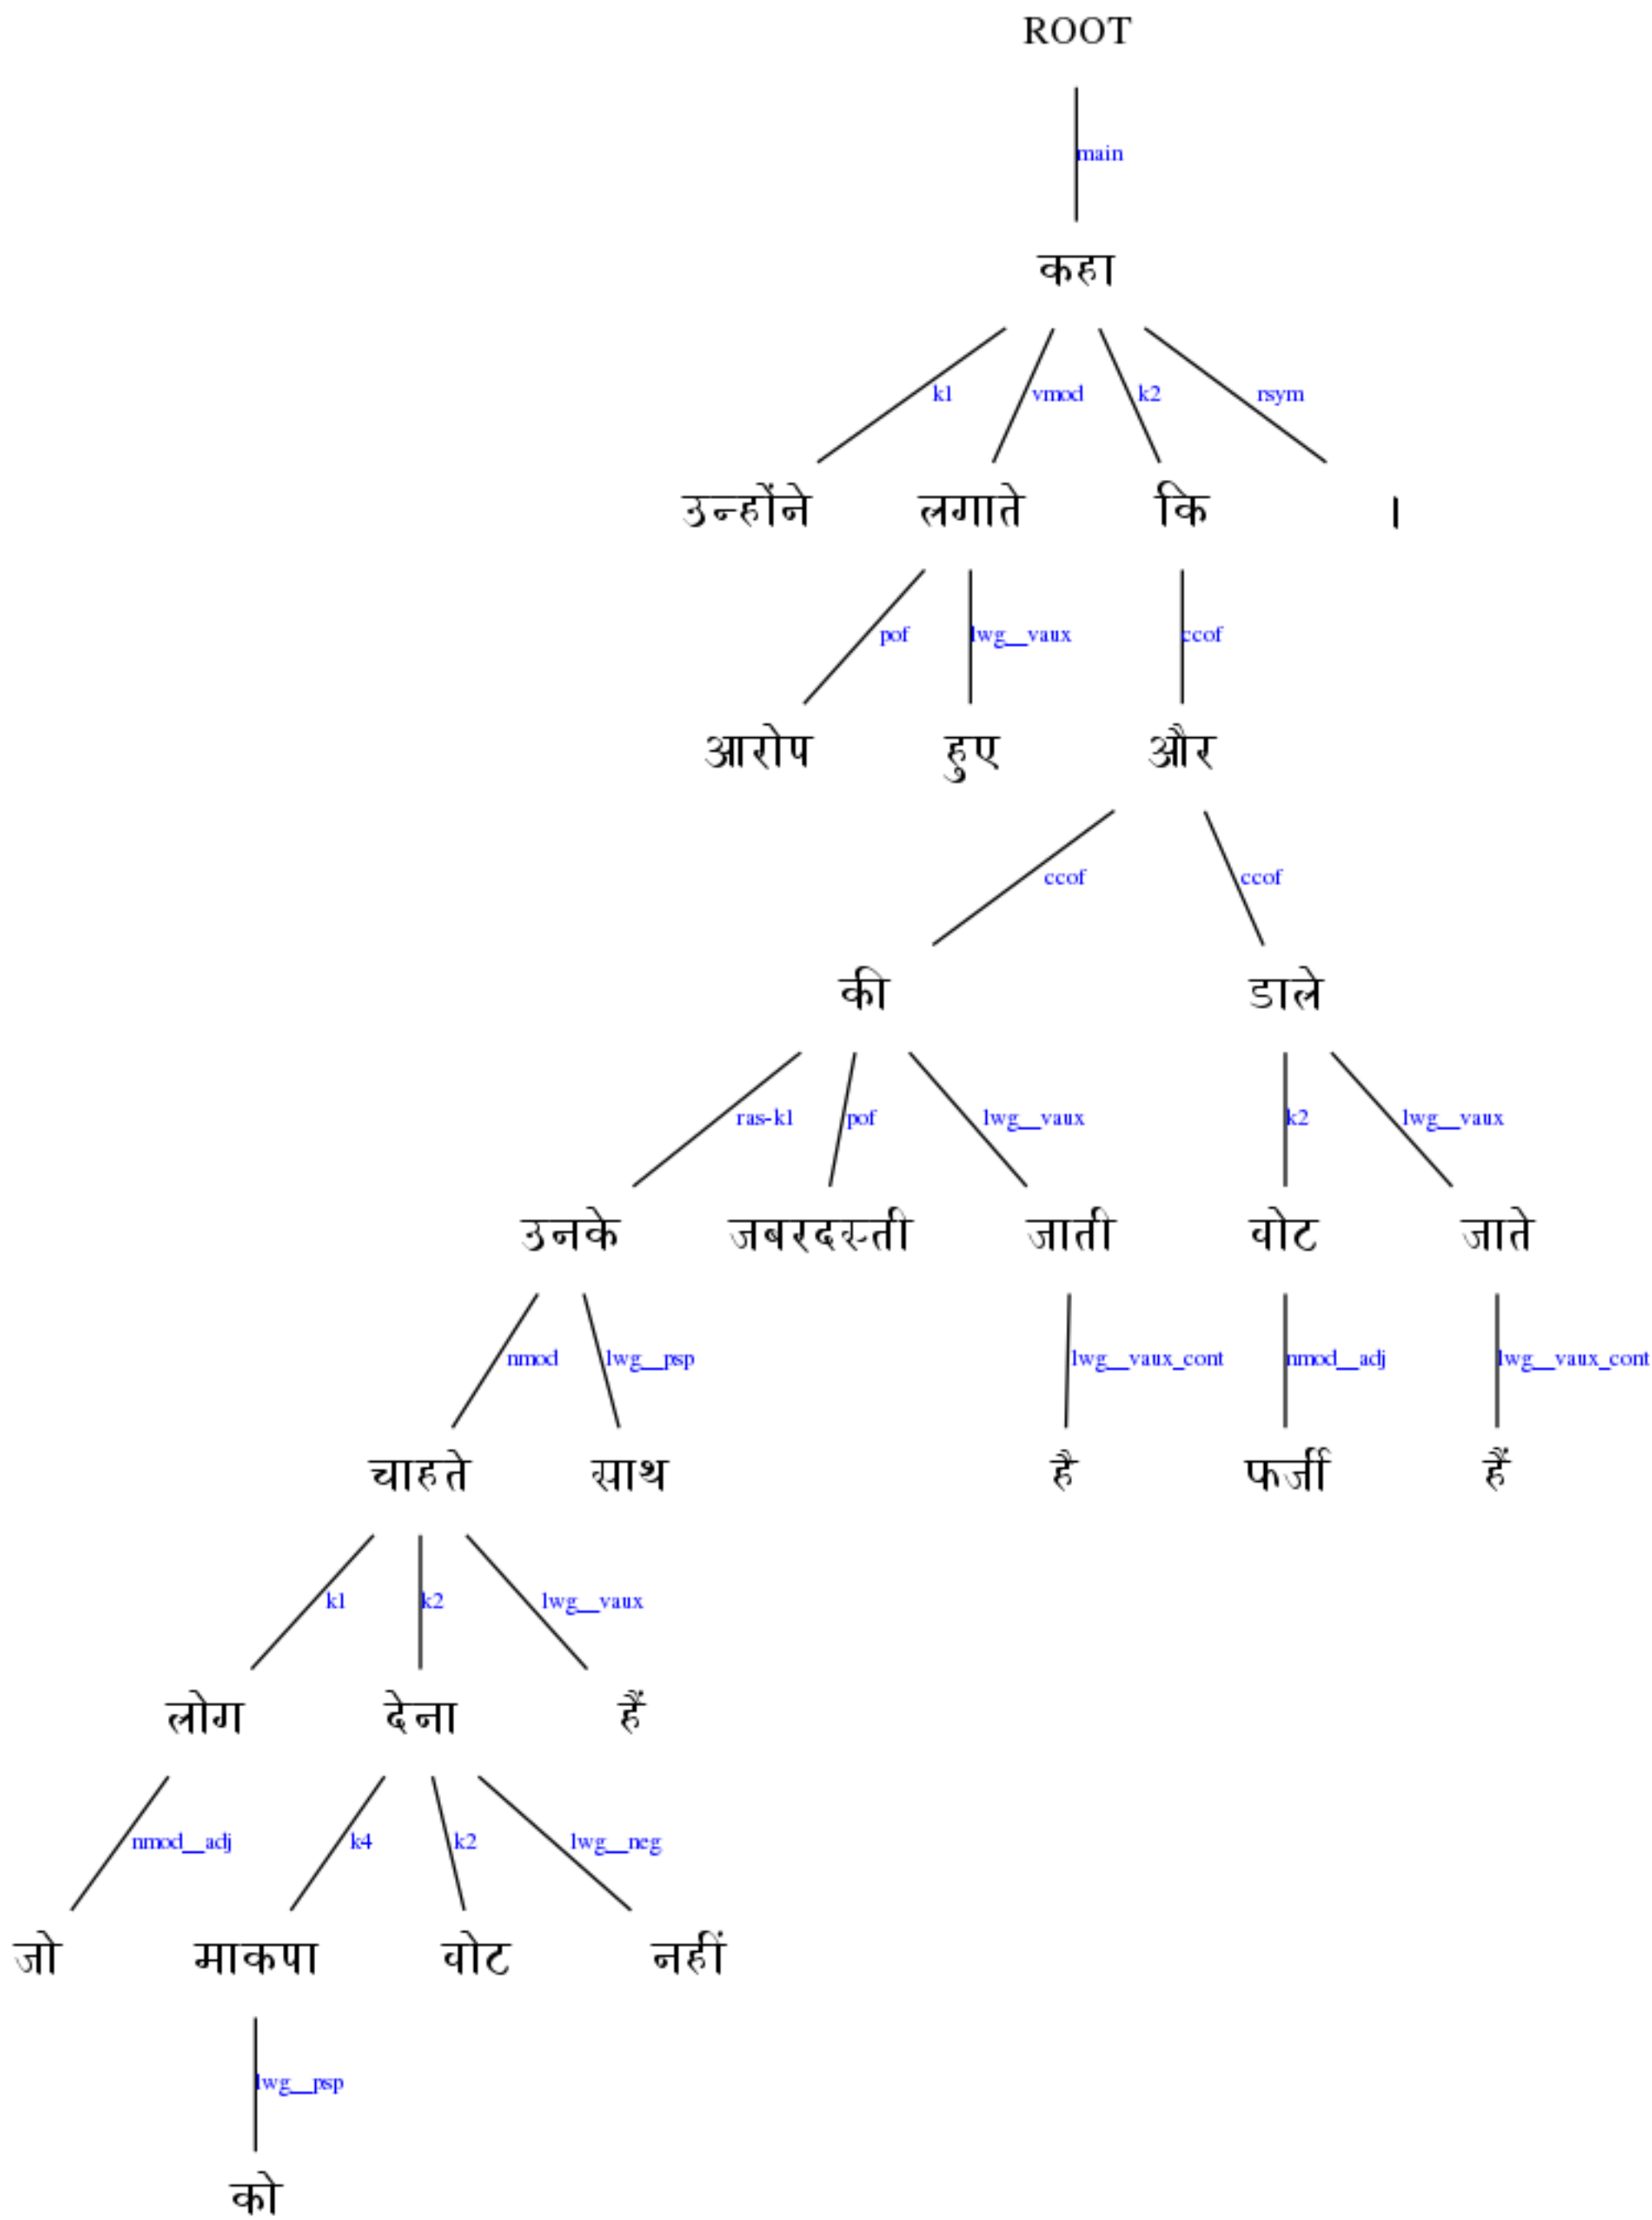 ROOT
main
कहा
k1 vmod k2 rsym
उन्होंने लगाते कि ।
pof lwg__vaux ccof
आरोप हुए और
ccof ccof
की डाले
ras-k1 pof lwg__vaux k2 lwg__vaux
उनके जबरदस्ती जाती वोट जाते
nmod lwg__psp lwg__vaux_cont nmod__adj lwg__vaux_cont
चाहते साथ है फर्जी हैं
k1 k2 lwg__vaux
लोग देना हैं
nmod__adj k4 k2 lwg__neg
जो माकपा वोट नहीं
lwg__psp
को